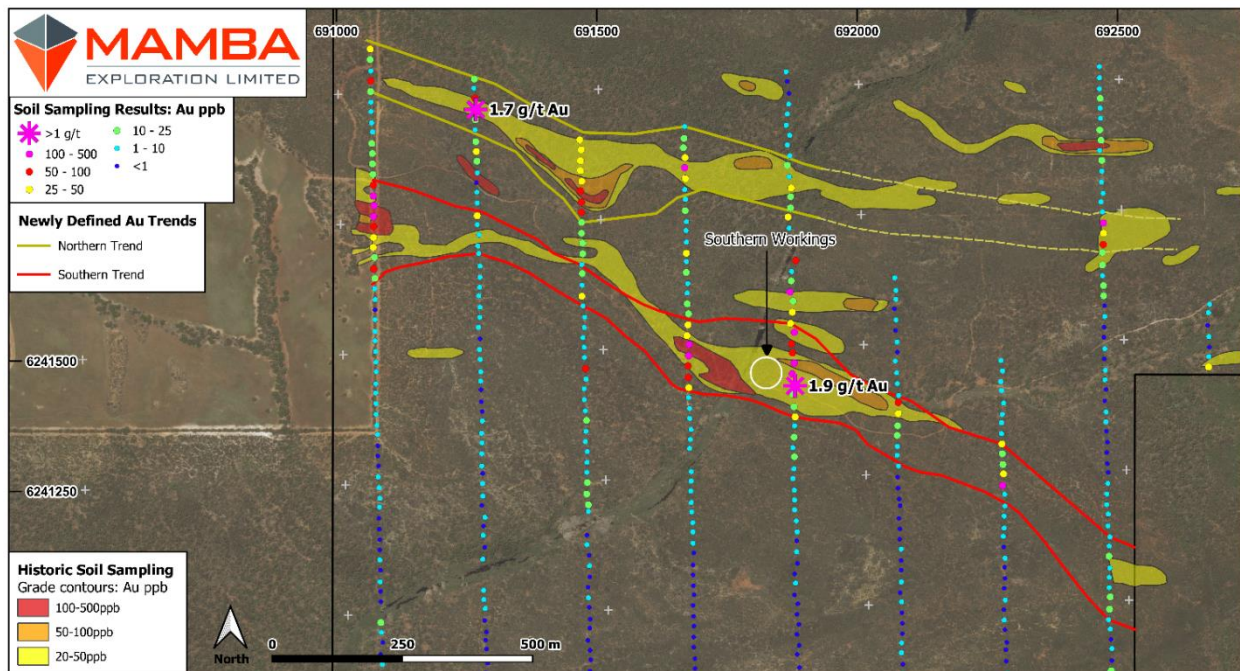 MAMBA
EXPLORATION LIMITED
Soil Sampling Results: Au ppb
>1 g/t
100 - 500
50 - 100
25 - 50
10 - 25
1 - 10
<1
Newly Defined Au Trends
Northern Trend
Southern Trend
691000
691500
692000
692500
1.7 g/t Au
Southern Workings
1.9 g/t Au
6241500
6241250
Historic Soil Sampling
Grade contours: Au ppb
100-500ppb
50-100ppb
20-50ppb
North
0 250 500 m